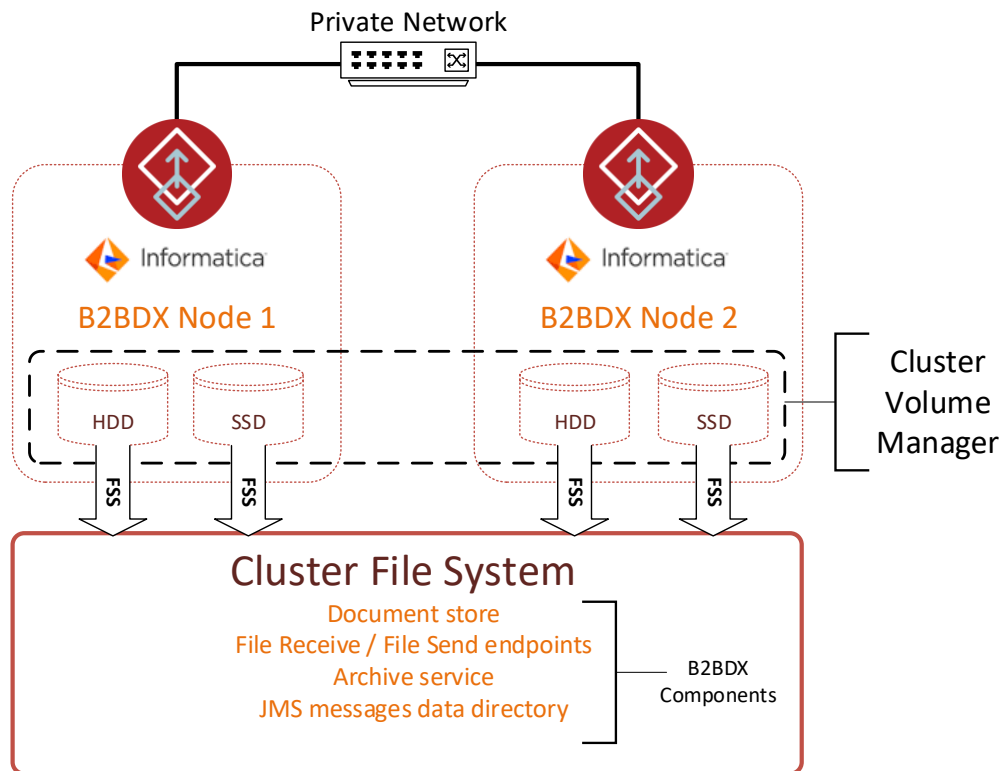 Private Network
Informatica
Informatica
B2BDX Node 1
B2BDX Node 2
Cluster
Volume
Manager
HDD
SSD
HDD
SSD
FSS
FSS
FSS
FSS
Cluster File System
Document store
File Receive / File Send endpoints
Archive service
JMS messages data directory
B2BDX
Components